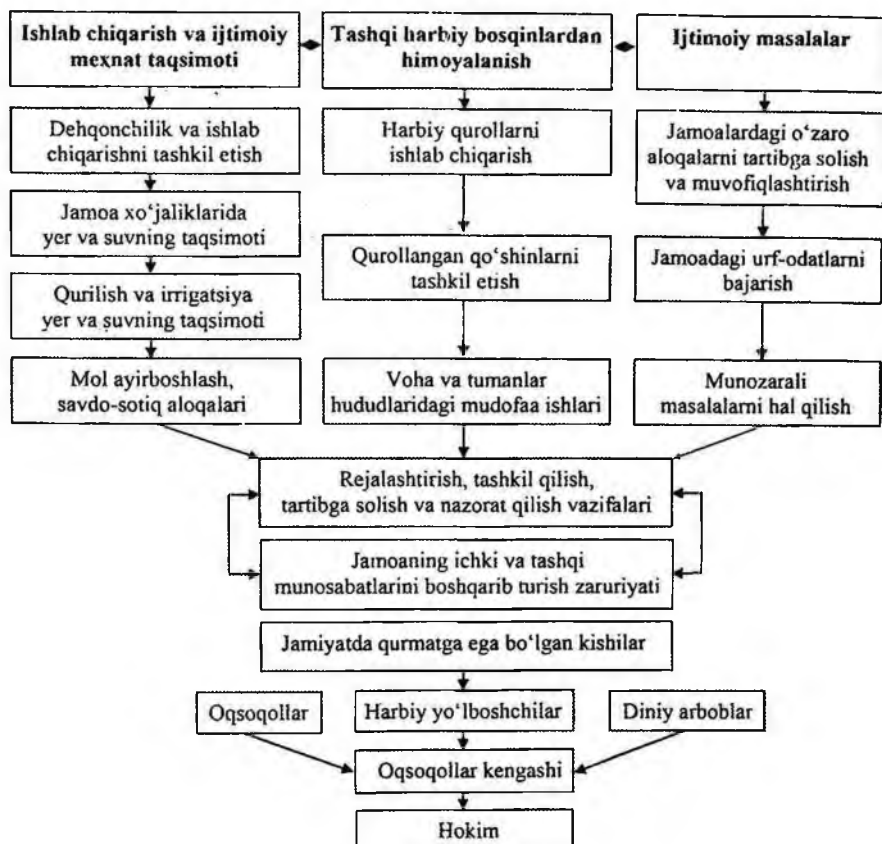 Ishlab chiqarish va ijtimoiy
mexnat taqsimoti
Tashqi harbiy bosqinlardan
himoyalanish
Ijtimoiy masalalar
Dehqonchilik va ishlab
chiqarishni tashkil etish
Harbiy qurollarni
ishlab chiqarish
Jamoalardagi o‘zaro
aloqalarni tartibga solish
va muvofiqlashtirish
Jamoa xo‘jaliklarida
yer va suvning taqsimoti
Qurollangan qo‘shinlarni
tashkil etish
Jamoadagi urf-odatlarni
bajarish
Qurilish va irrigatsiya
yer va suvning taqsimoti
Mol ayirboshlash,
savdo-sotiq aloqalari
Voha va tumanlar
hududlaridagi mudofaa ishlari
Munozarali
masalalarni hal qilish
Rejalashtirish, tashkil qilish,
tartibga solish va nazorat qilish vazifalari
Jamoaning ichki va tashqi
munosabatlarini boshqarib turish zaruriyati
Jamiyatda qurmatga ega bo‘lgan kishilar
Oqsoqollar
Harbiy yo‘lboshchilar
Diniy arboblar
Oqsoqollar kengashi
Hokim